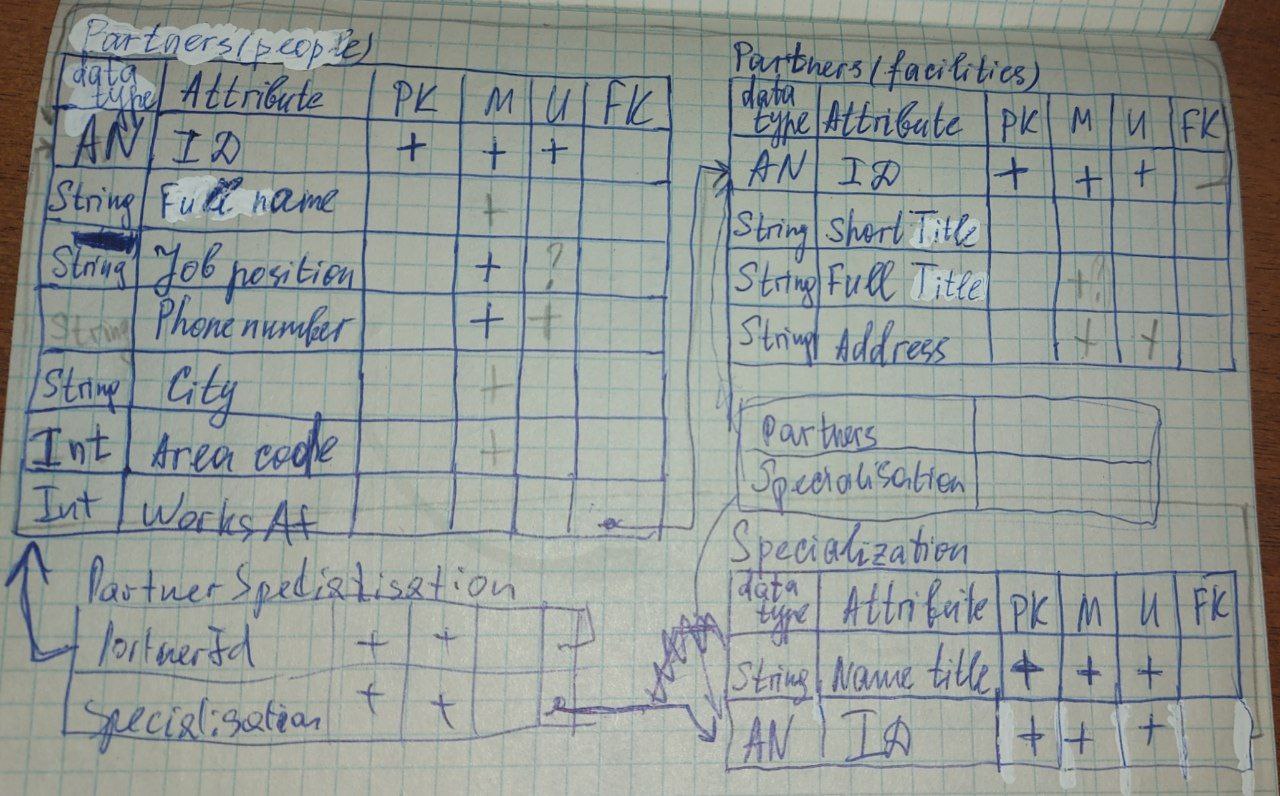 Partners (people)
data type Attribute PK M U FK
AN ID + + +
String Full name +
String Job position + ?
String Phone number + +
String City +
Int Area code +
Int Works At
Partners (facilities)
data type Attribute PK M U FK
AN ID + + +
String Short Title
String Full Title +?
String Address + +
Partners
Specialisation
Partner Specialisation
PartnerId + + +
Specialisation + + +
Specialization
data type Attribute PK M U FK
String Name title + + +
AN ID + + +